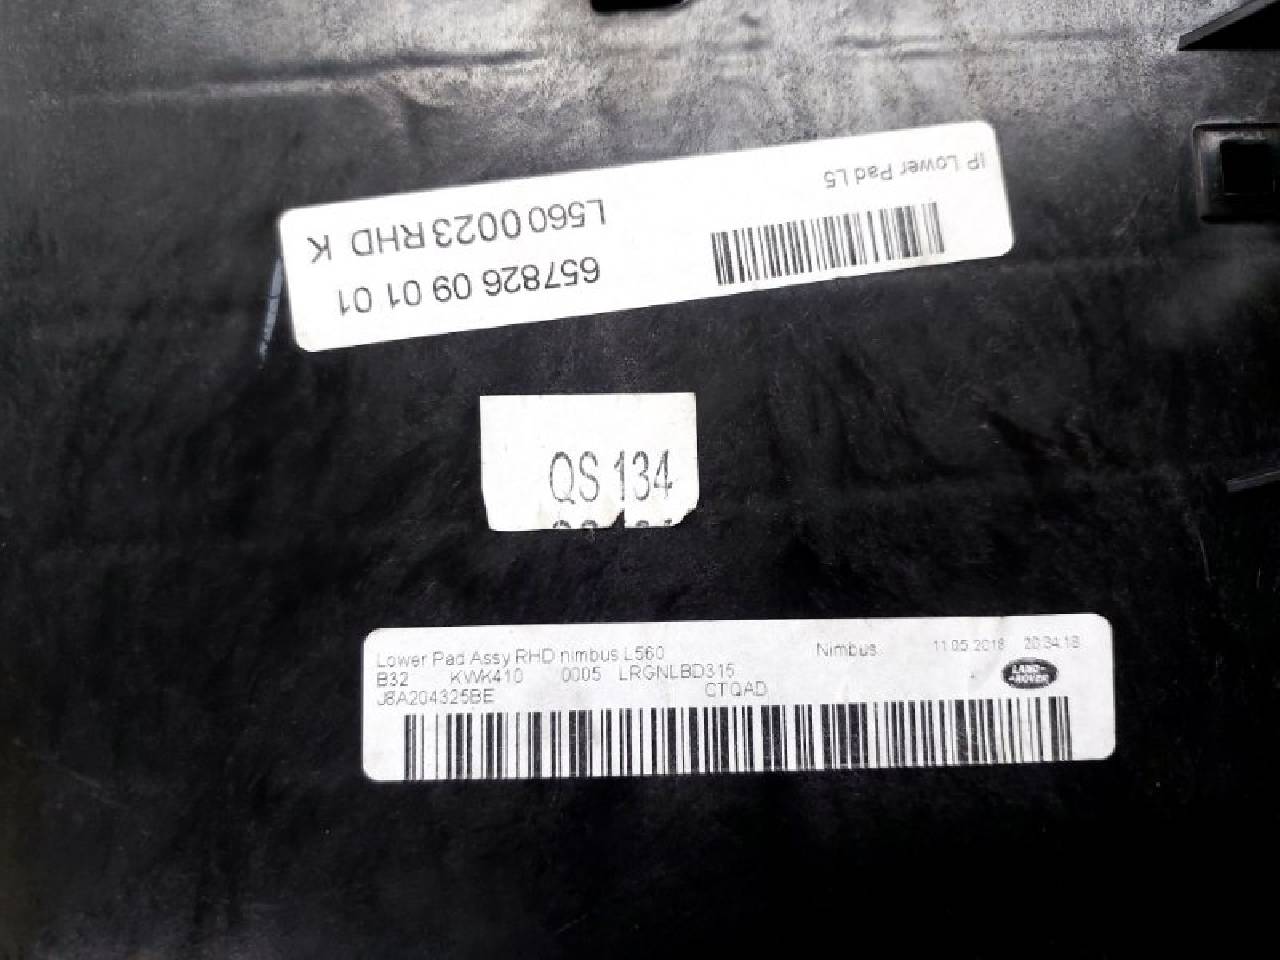 IP Lower Pad L5
L560 0023 RHD K
657826 09 01 01
QS 134
Lower Pad Assy RHD nimbus L560 Nimbus 11.05.2018 20:34:18
B32 KWK410 0005 LRGNLBD315
J8A204325BE CTQAD
LAND-
-ROVER